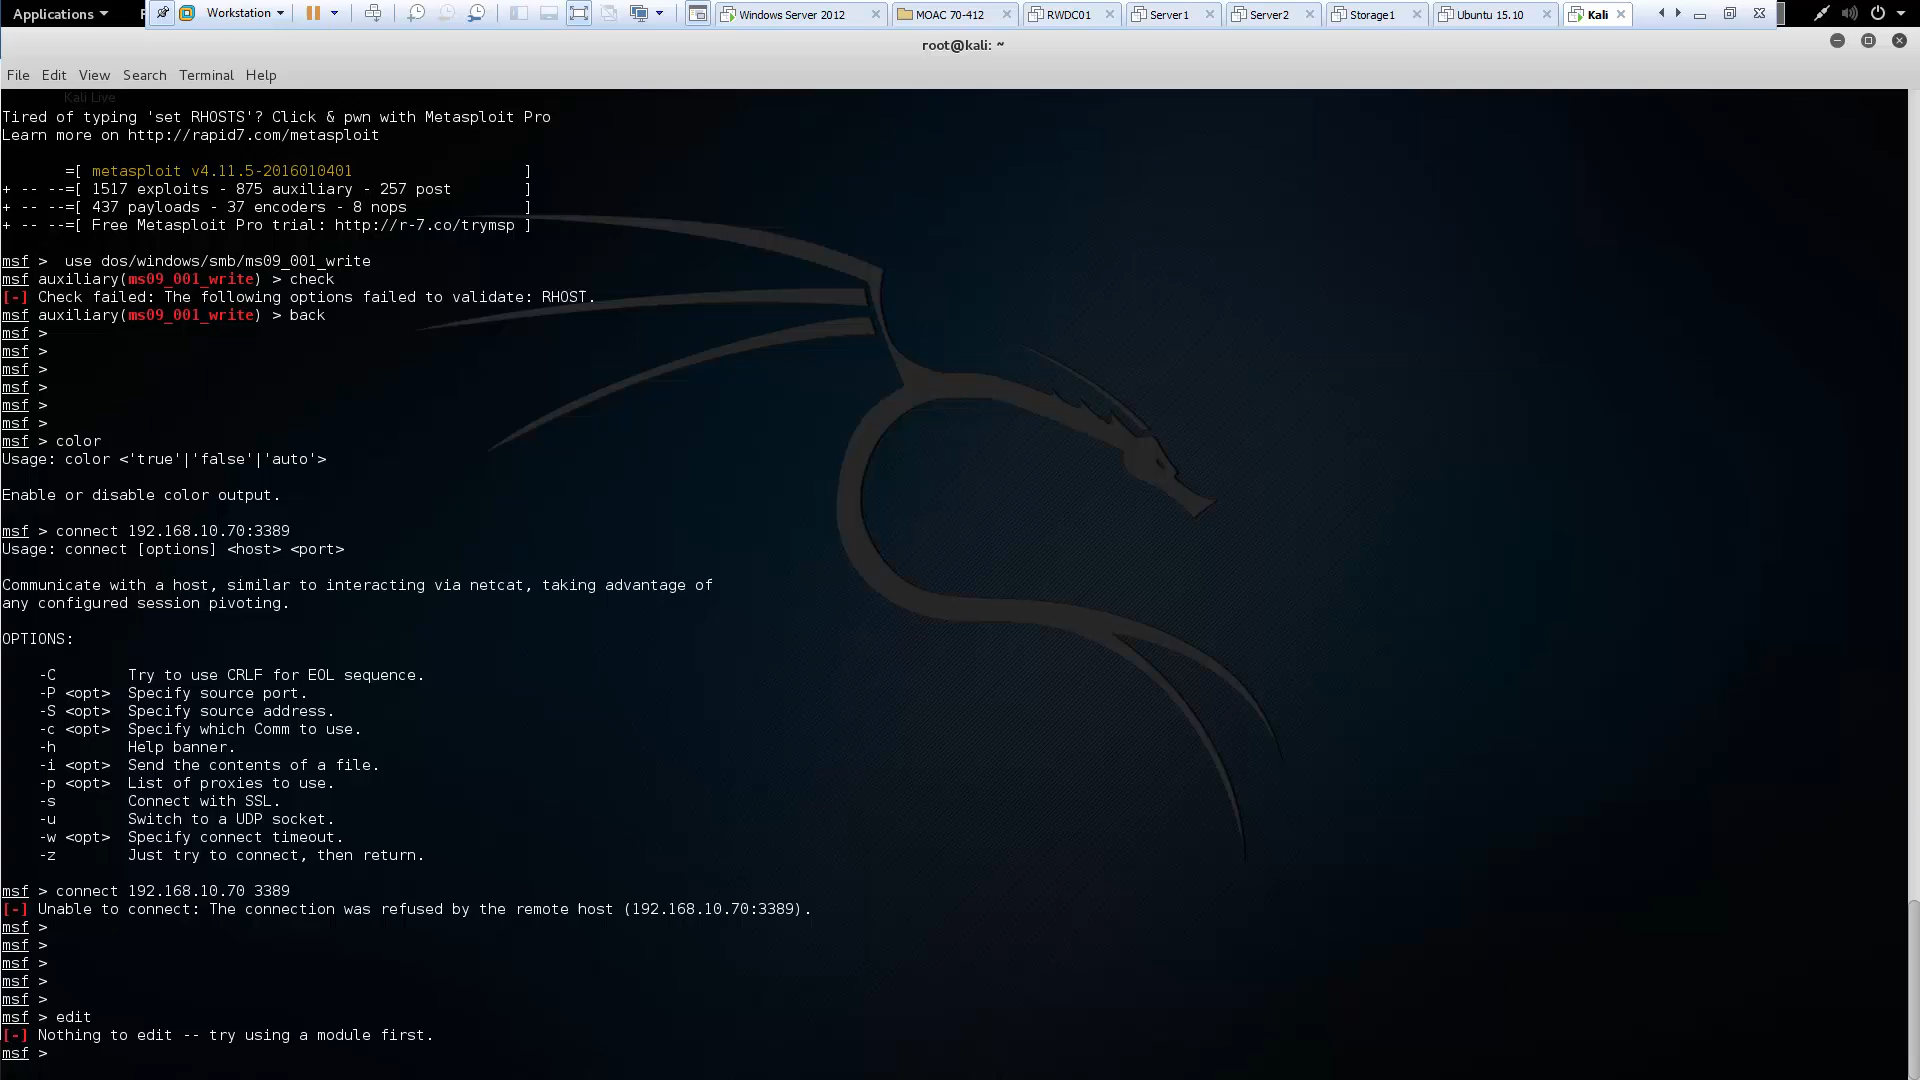 Applications
Workstation
Windows Server 2012
MOAC 70-412
RWDC01
Server1
Server2
Storage1
Ubuntu 15.10
Kali
root@kali: ~
File Edit View Search Terminal Help
Kali Live
Tired of typing 'set RHOSTS'? Click & pwn with Metasploit Pro
Learn more on http://rapid7.com/metasploit
=[ metasploit v4.11.5-2016010401 ]
+ -- --=[ 1517 exploits - 875 auxiliary - 257 post ]
+ -- --=[ 437 payloads - 37 encoders - 8 nops ]
+ -- --=[ Free Metasploit Pro trial: http://r-7.co/trymsp ]
msf > use dos/windows/smb/ms09_001_write
msf auxiliary(ms09_001_write) > check
[-] Check failed: The following options failed to validate: RHOST.
msf auxiliary(ms09_001_write) > back
msf >
msf >
msf >
msf >
msf >
msf >
msf > color
Usage: color <'true'|'false'|'auto'>
Enable or disable color output.
msf > connect 192.168.10.70:3389
Usage: connect [options] <host> <port>
Communicate with a host, similar to interacting via netcat, taking advantage of
any configured session pivoting.
OPTIONS:
-C Try to use CRLF for EOL sequence.
-P <opt> Specify source port.
-S <opt> Specify source address.
-c <opt> Specify which Comm to use.
-h Help banner.
-i <opt> Send the contents of a file.
-p <opt> List of proxies to use.
-s Connect with SSL.
-u Switch to a UDP socket.
-w <opt> Specify connect timeout.
-z Just try to connect, then return.
msf > connect 192.168.10.70 3389
[-] Unable to connect: The connection was refused by the remote host (192.168.10.70:3389).
msf >
msf >
msf >
msf >
msf >
msf > edit
[-] Nothing to edit -- try using a module first.
msf >